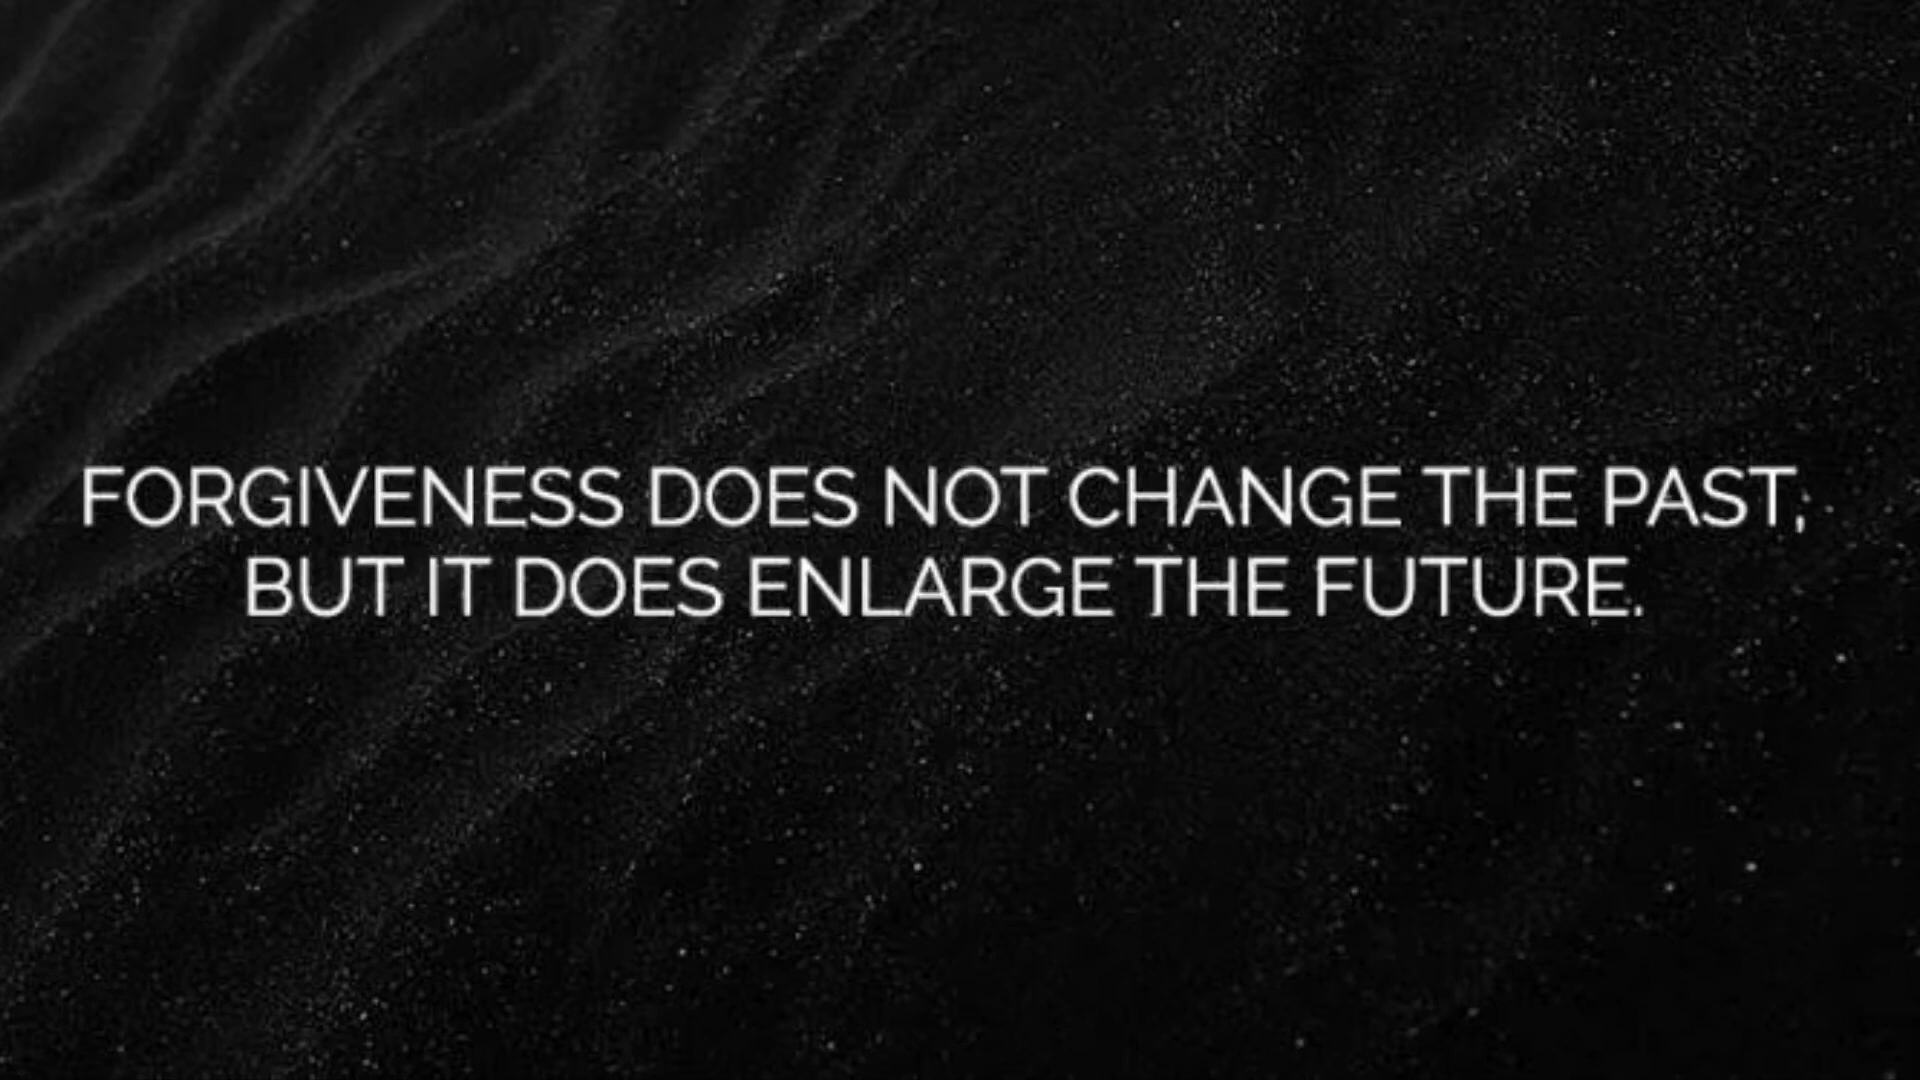 FORGIVENESS DOES NOT CHANGE THE PAST,
BUT IT DOES ENLARGE THE FUTURE.